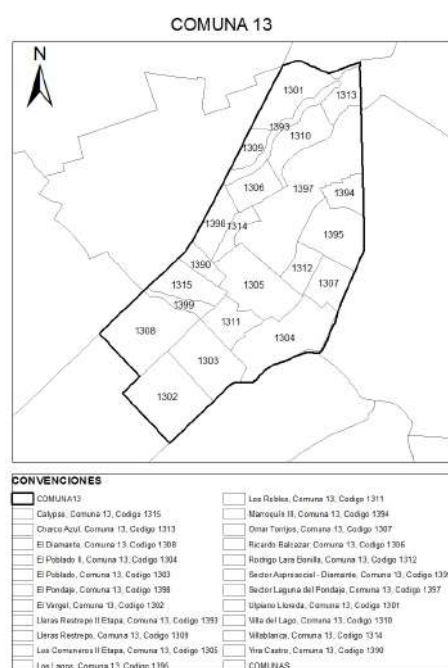 COMUNA 13
N
1301
1313
1393
1310
1309
1306
1397
1394
1398
1314
1395
1390
1312
1315
1305
1307
1399
1311
1308
1304
1303
1302
CONVENCIONES
COMUNA13
Calypso, Comuna 13, Codigo 1315
Charco Azul, Comuna 13, Codigo 1313
El Diamante, Comuna 13, Codigo 1308
El Poblado II, Comuna 13, Codigo 1304
El Poblado, Comuna 13, Codigo 1303
El Pondaje, Comuna 13, Codigo 1398
El Vergel, Comuna 13, Codigo 1302
Lleras Restrepo II Etapa, Comuna 13, Codigo 1393
Lleras Restrepo, Comuna 13, Codigo 1309
Los Comuneros II Etapa, Comuna 13, Codigo 1305
Los Lagos, Comuna 13, Codigo 1395
Los Robles, Comuna 13, Codigo 1311
Marroquin III, Comuna 13, Codigo 1394
Omar Torrijos, Comuna 13, Codigo 1307
Ricardo Balcazar, Comuna 13, Codigo 1306
Rodrigo Lara Bonilla, Comuna 13, Codigo 1312
Sector Asprosocial - Diamante, Comuna 13, Codigo 1399
Sector Laguna del Pondaje, Comuna 13, Codigo 1397
Ulpiano Lloreda, Comuna 13, Codigo 1301
Villa del Lago, Comuna 13, Codigo 1310
Villablanca, Comuna 13, Codigo 1314
Yira Castro, Comuna 13, Codigo 1390
COMUNAS